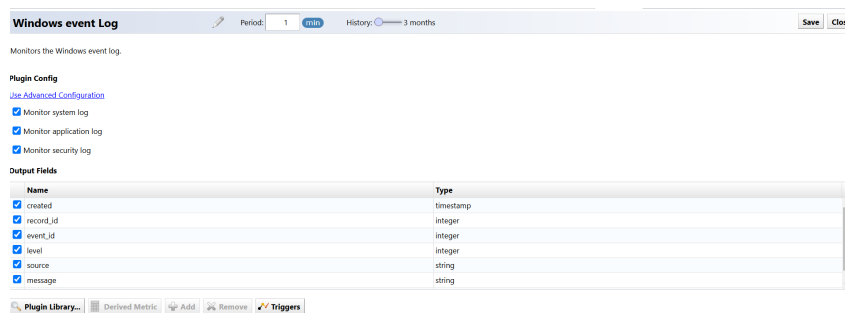 Windows event Log Period: 1 min History: 3 months Save Clos
Monitors the Windows event log.
Plugin Config
Use Advanced Configuration
Monitor system log
Monitor application log
Monitor security log
Output Fields
Name Type
created timestamp
record_id integer
event_id integer
level integer
source string
message string
Plugin Library... Derived Metric Add Remove Triggers